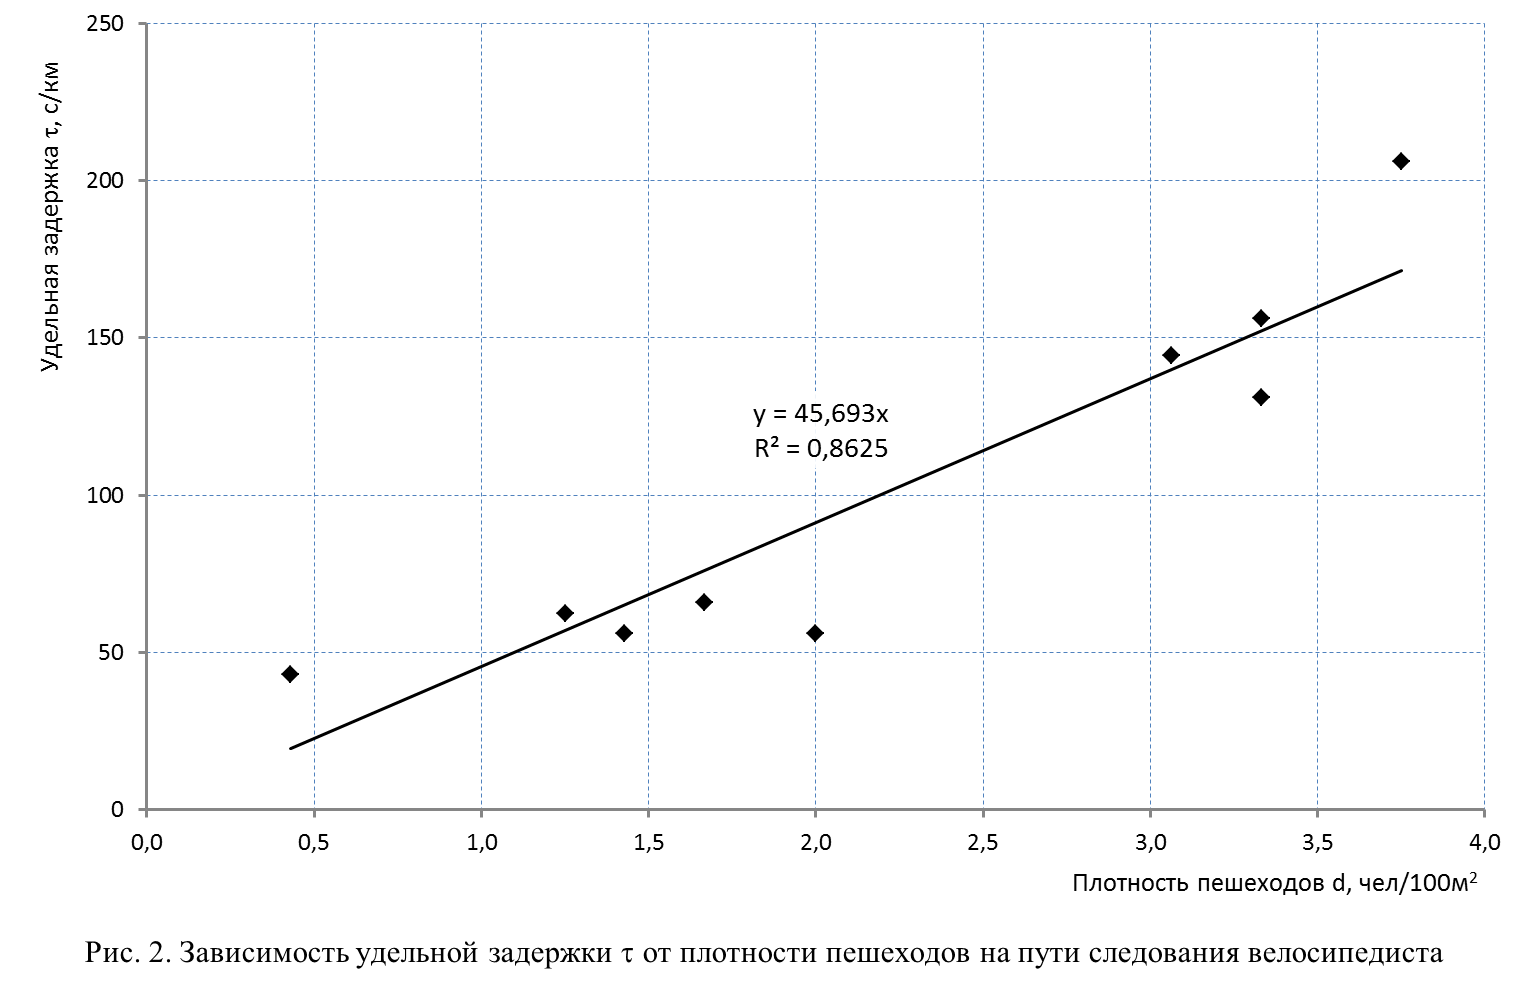 250
200
150
100
50
0
Удельная задержка τ, с/км
y = 45,693x
R² = 0,8625
0,0 0,5 1,0 1,5 2,0 2,5 3,0 3,5 4,0
Плотность пешеходов d, чел/100м²
Рис. 2. Зависимость удельной задержки τ от плотности пешеходов на пути следования велосипедиста